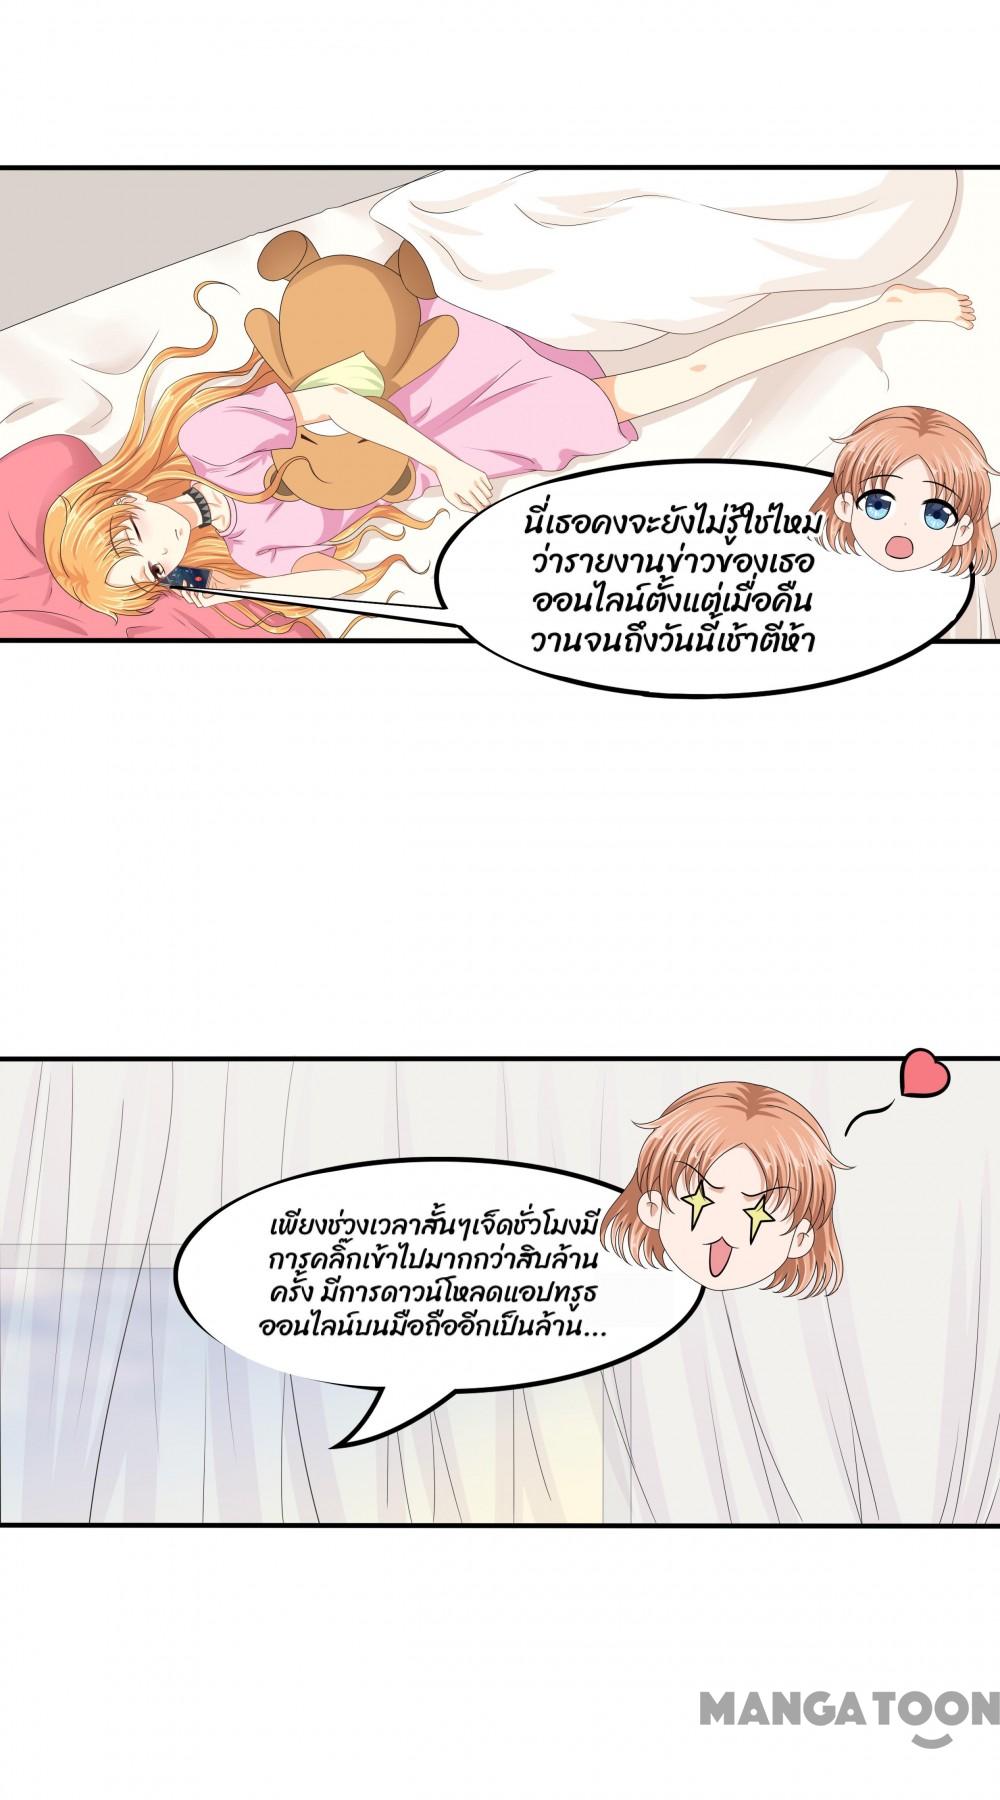 นี่เธอคงจะยังไม่รู้ใช่ไหม
ว่ารายงานข่าวของเธอ
ออนไลน์ตั้งแต่เมื่อคืน
วานจนถึงวันนี้เช้าตีห้า
เพียงช่วงเวลาสั้นๆเจ็ดชั่วโมงมี
การคลิ๊กเข้าไปมากกว่าสิบล้าน
ครั้ง มีการดาวน์โหลดแอปทรูธ
ออนไลน์บนมือถืออีกเป็นล้าน...
MANGATOON